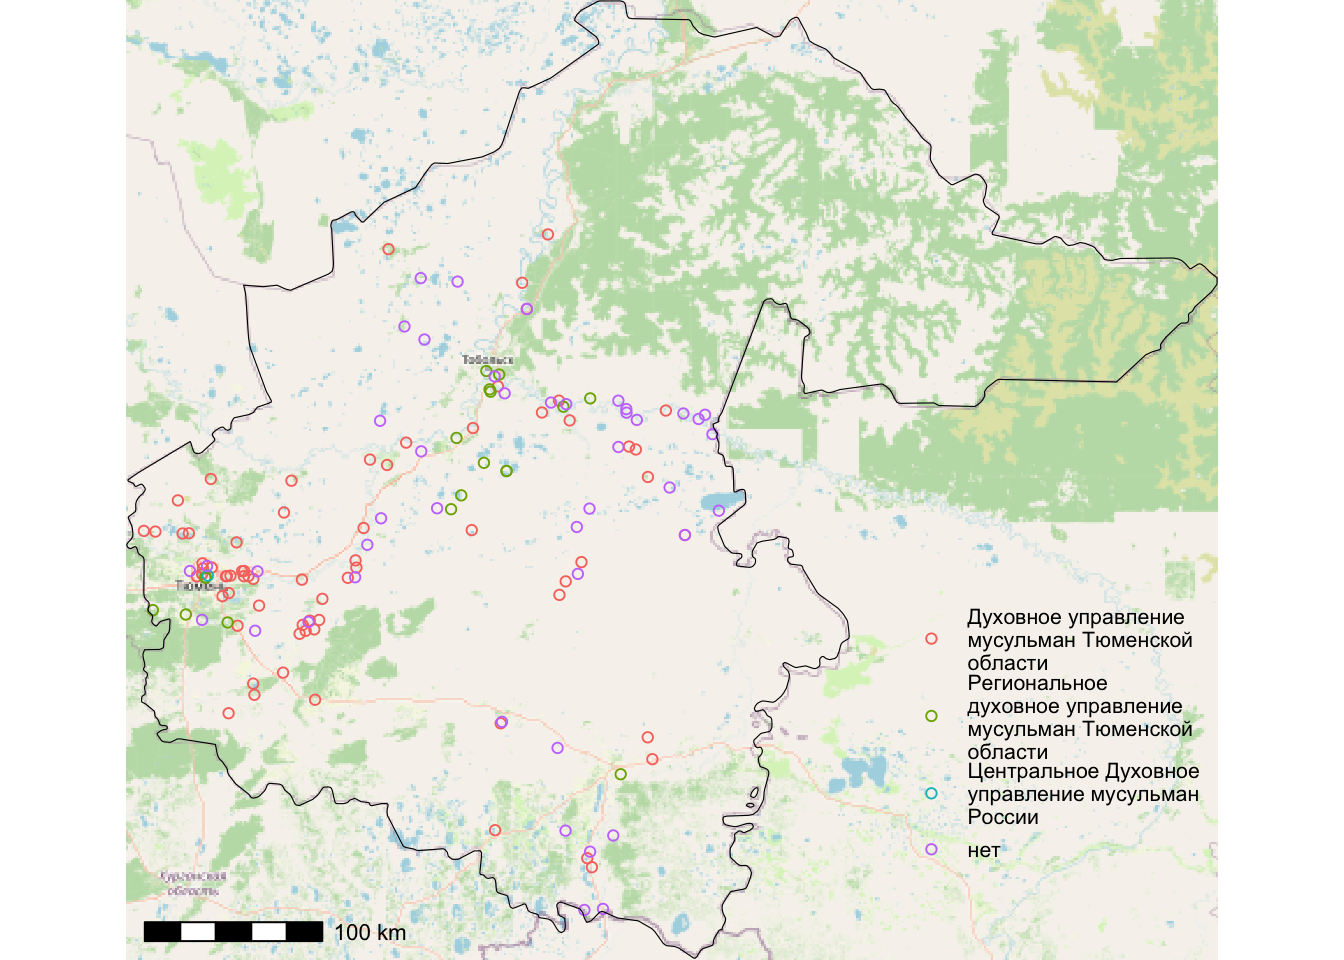 Тобольск
Тюмень
Духовное управление
мусульман Тюменской
области
Региональное
духовное управление
мусульман Тюменской
области
Центральное Духовное
управление мусульман
России
нет
Курганская
область
100 km